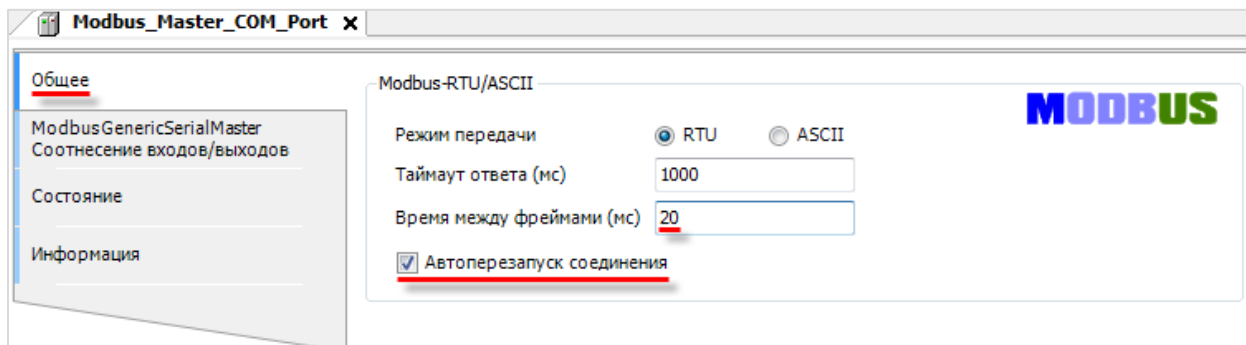 Modbus_Master_COM_Port X
Общее
ModbusGenericSerialMaster
Соотнесение входов/выходов
Состояние
Информация
Modbus-RTU/ASCII
MODBUS
Режим передачи RTU ASCII
Таймаут ответа (мс) 1000
Время между фреймами (мс) 20
Автоперезапуск соединения